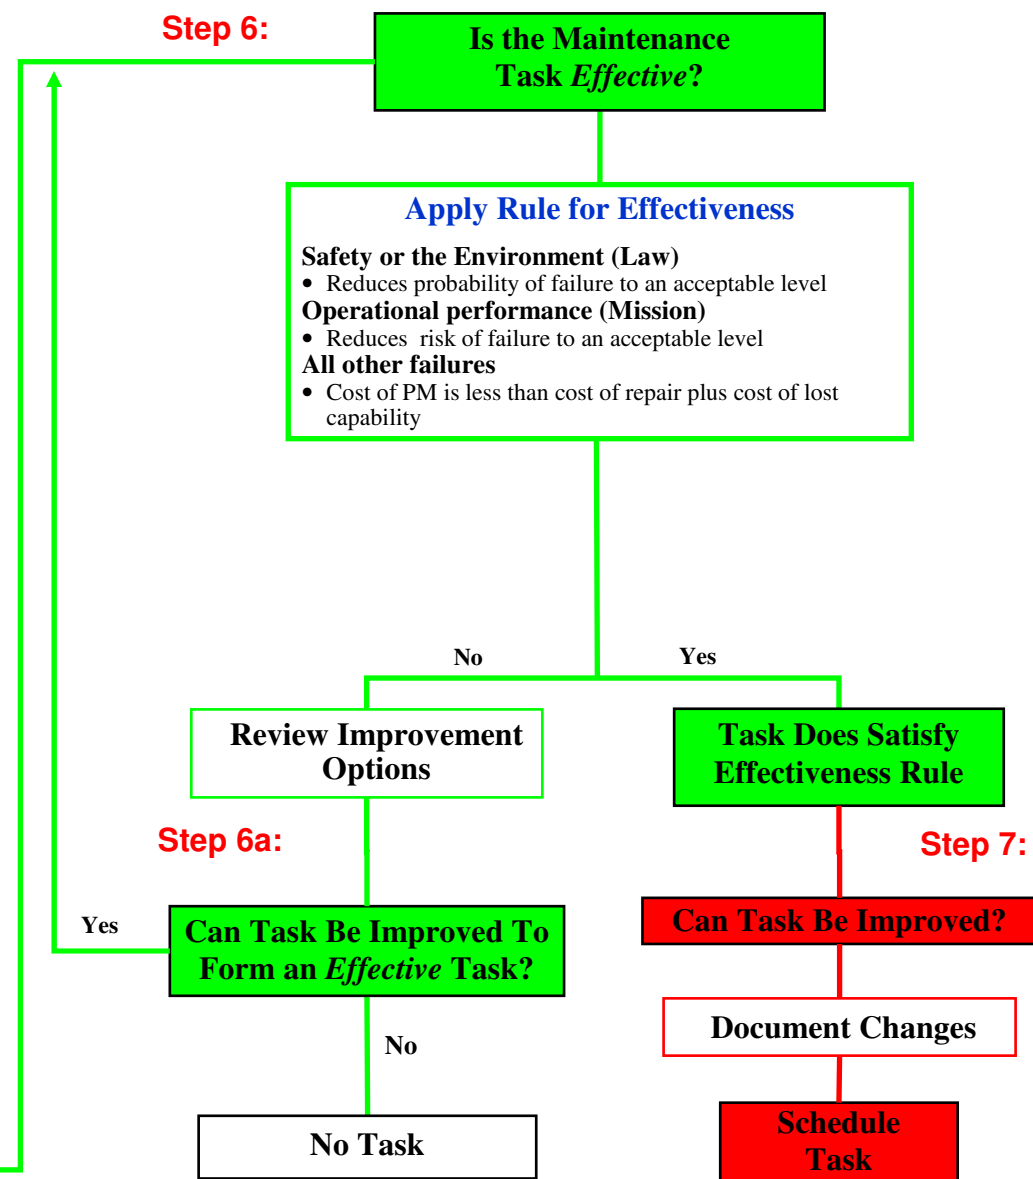 Step 6:
Is the Maintenance
Task Effective?
Apply Rule for Effectiveness
Safety or the Environment (Law)
• Reduces probability of failure to an acceptable level
Operational performance (Mission)
• Reduces  risk of failure to an acceptable level
All other failures
• Cost of PM is less than cost of repair plus cost of lost
capability
No
Yes
Review Improvement
Options
Task Does Satisfy
Effectiveness Rule
Step 6a:
Step 7:
Yes
Can Task Be Improved To
Form an Effective Task?
Can Task Be Improved?
No
Document Changes
No Task
Schedule
Task